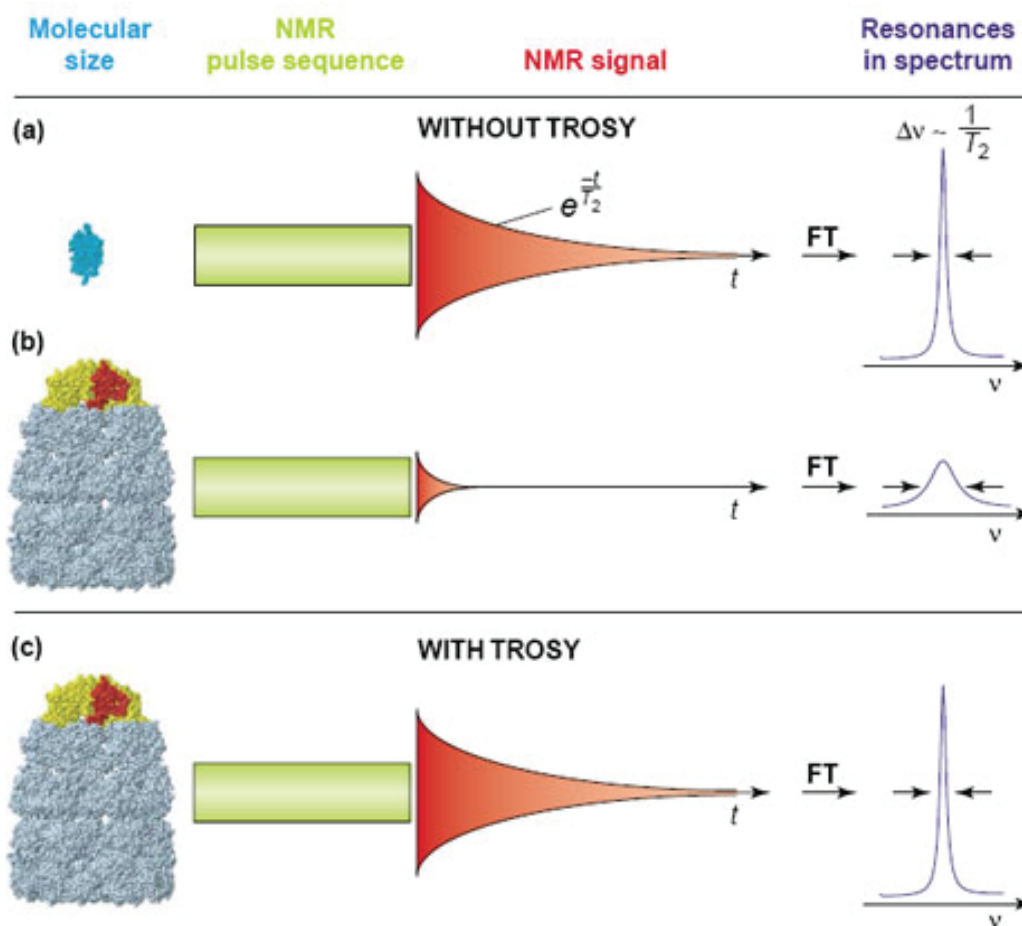 Molecular size
NMR pulse sequence
NMR signal
Resonances in spectrum
(a)
WITHOUT TROSY
Δν ~ 1/T₂
e^(-t/T₂)
FT
t
ν
(b)
FT
t
ν
(c)
WITH TROSY
FT
t
ν